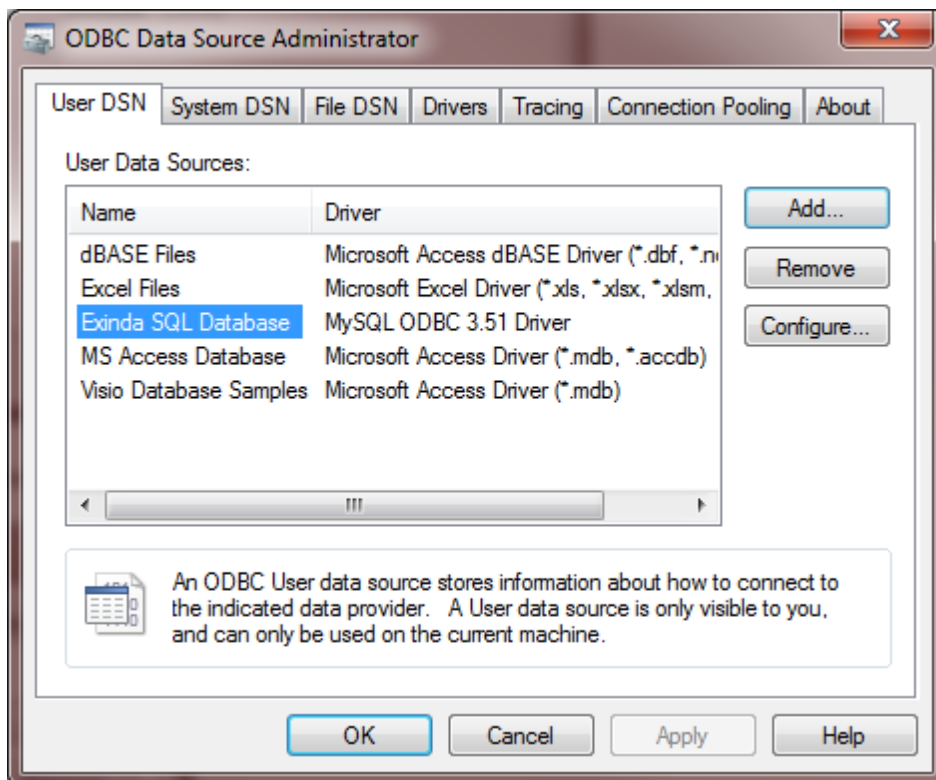 ODBC Data Source Administrator
User DSN System DSN File DSN Drivers Tracing Connection Pooling About
User Data Sources:
Name Driver
dBASE Files Microsoft Access dBASE Driver (*.dbf, *.n
Excel Files Microsoft Excel Driver (*.xls, *.xlsx, *.xlsm,
Exinda SQL Database MySQL ODBC 3.51 Driver
MS Access Database Microsoft Access Driver (*.mdb, *.accdb)
Visio Database Samples Microsoft Access Driver (*.mdb)
Add...
Remove
Configure...
An ODBC User data source stores information about how to connect to
the indicated data provider. A User data source is only visible to you,
and can only be used on the current machine.
OK Cancel Apply Help